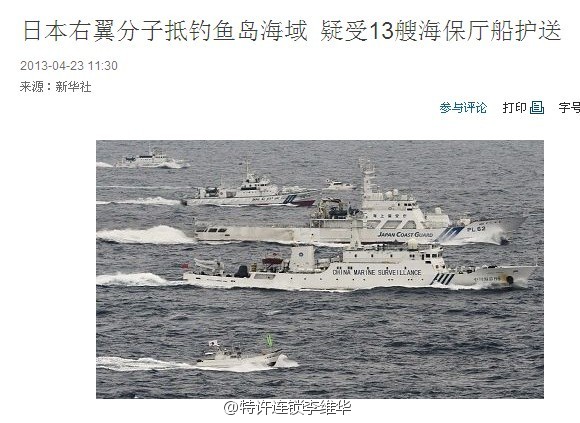 日本右翼分子抵钓鱼岛海域 疑受13艘海保厅船护送
2013-04-23 11:30
来源：新华社
参与评论 打印 字号
JAPAN COAST GUARD
PL 62
CHINA MARINE SURVEILLANCE
@特许连锁李维华